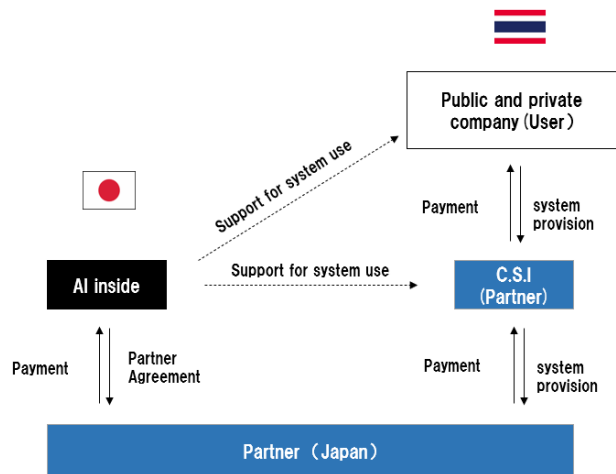 Public and private
company(User)
Support for system use
Payment
system
provision
AI inside
Support for system use
C.S.I
(Partner)
Payment
Partner
Agreement
Payment
system
provision
Partner (Japan)